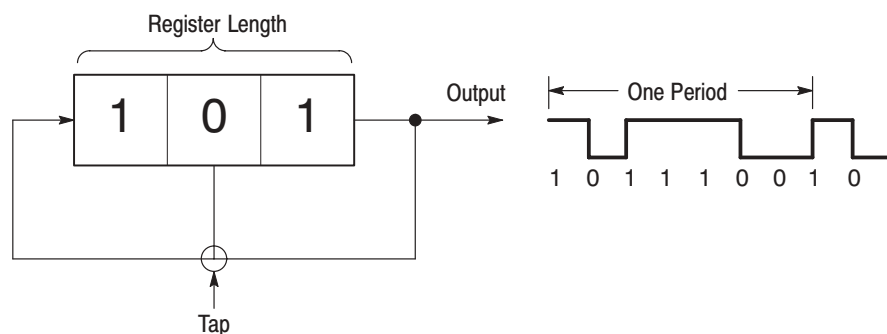 Register Length
1 0 1
Output
One Period
1 0 1 1 1 0 0 1 0
Tap